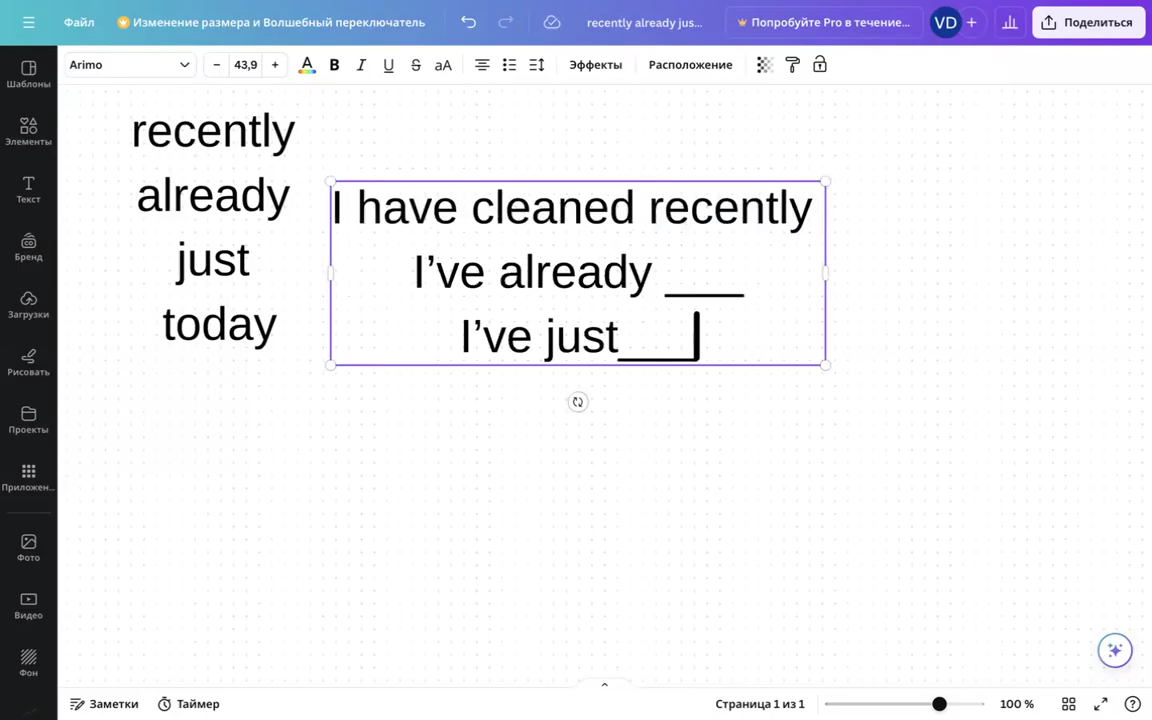 Файл
Изменение размера и Волшебный переключатель
recently already jus...
Попробуйте Pro в течение...
VD
Поделиться
Arimo
43,9
A
B
I
U
S
aA
Эффекты
Расположение
Шаблоны
Элементы
Текст
Бренд
Загрузки
Рисовать
Проекты
Приложен...
Фото
Видео
Фон
recently
already
just
today
I have cleaned recently
I’ve already ___
I’ve just___
Заметки
Таймер
Страница 1 из 1
100 %